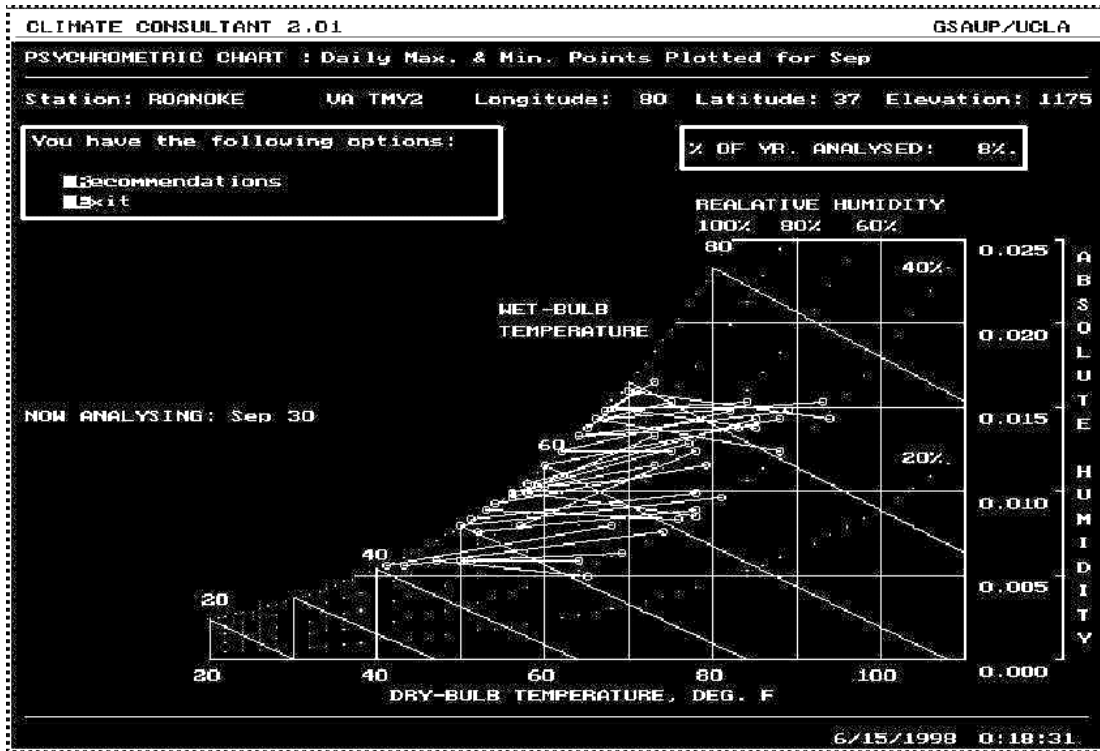 CLIMATE CONSULTANT 2.01 GSAUP/UCLA
PSYCHROMETRIC CHART : Daily Max. & Min. Points Plotted for Sep
Station: ROANOKE VA TMY2 Longitude: 80 Latitude: 37 Elevation: 1175
You have the following options:
Recommendations
Exit
% OF YR. ANALYSED: 8%.
REALATIVE HUMIDITY
100% 80% 60%
80
0.025
40%
WET-BULB
TEMPERATURE
0.020
NOW ANALYSING: Sep 30
0.015
60
20%
0.010
40
0.005
20
0.000
20 40 60 80 100
DRY-BULB TEMPERATURE, DEG. F
ABSOLUTE HUMIDITY
6/15/1998 0:18:31